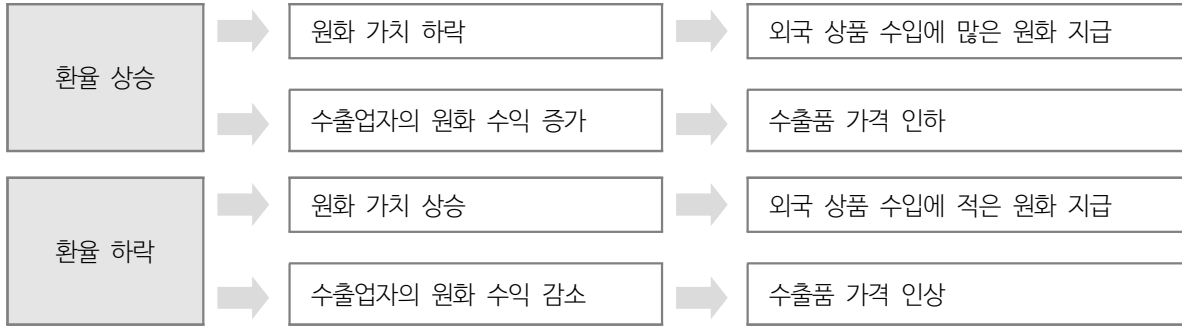 환율 상승
원화 가치 하락
외국 상품 수입에 많은 원화 지급
수출업자의 원화 수익 증가
수출품 가격 인하
환율 하락
원화 가치 상승
외국 상품 수입에 적은 원화 지급
수출업자의 원화 수익 감소
수출품 가격 인상